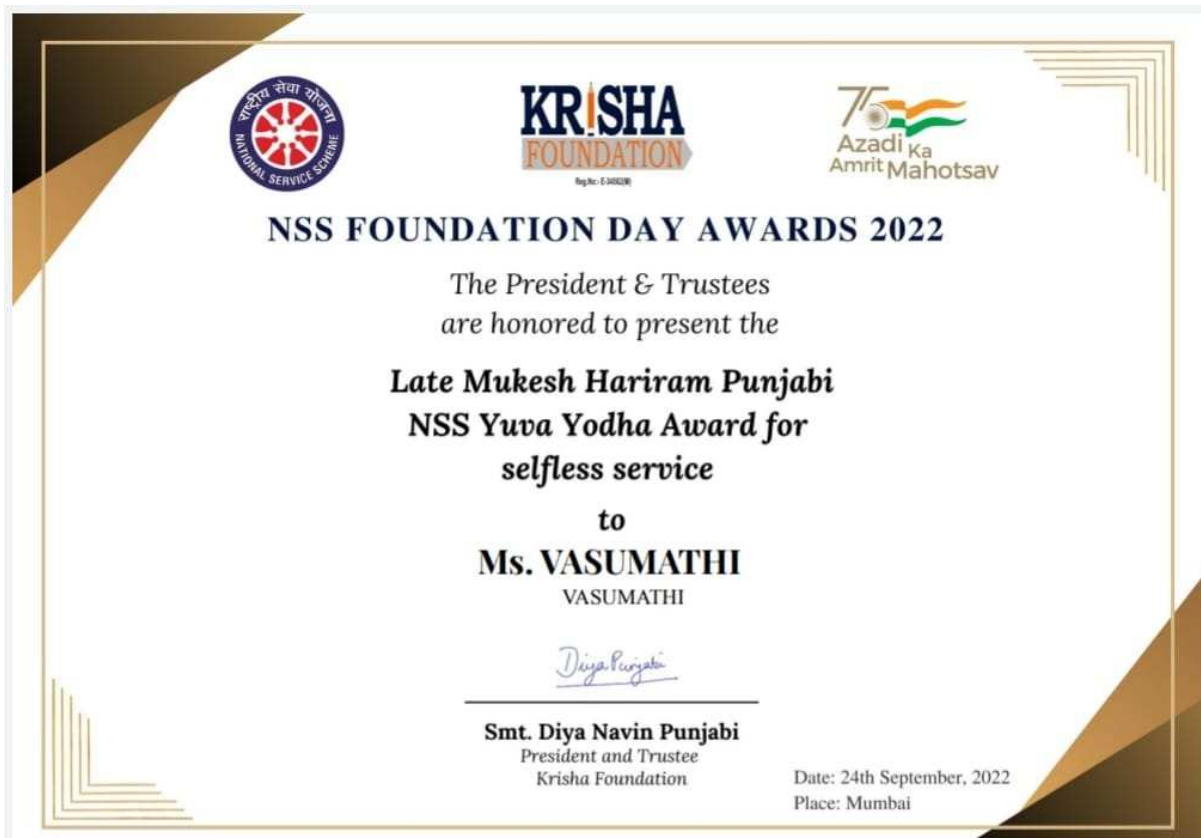 राष्ट्रीय सेवा योजना
NATIONAL SERVICE SCHEME
KRISHA
FOUNDATION
75
Azadi Ka
Amrit Mahotsav
NSS FOUNDATION DAY AWARDS 2022
The President & Trustees
are honored to present the
Late Mukesh Hariram Punjabi
NSS Yuva Yodha Award for
selfless service
to
Ms. VASUMATHI
VASUMATHI
Diya Punjabi
Smt. Diya Navin Punjabi
President and Trustee
Krisha Foundation
Date: 24th September, 2022
Place: Mumbai